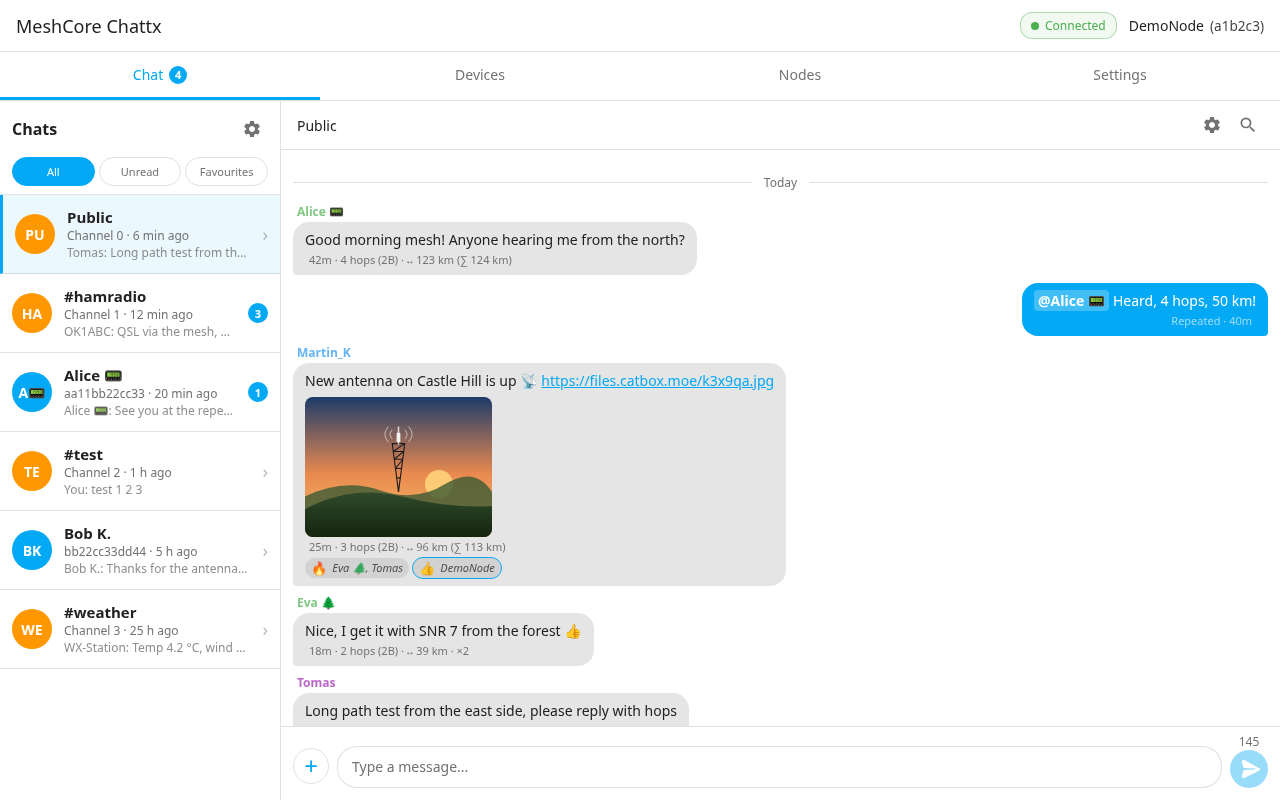 MeshCore Chattx
Connected
DemoNode (a1b2c3)
Chat 4
Devices
Nodes
Settings
Chats
All
Unread
Favourites
PU
Public
Channel 0 · 6 min ago
Tomas: Long path test from th...
HA
#hamradio
Channel 1 · 12 min ago
OK1ABC: QSL via the mesh, ...
3
A📟
Alice 📟
aa11bb22cc33 · 20 min ago
Alice 📟: See you at the repe...
1
TE
#test
Channel 2 · 1 h ago
You: test 1 2 3
BK
Bob K.
bb22cc33dd44 · 5 h ago
Bob K.: Thanks for the antenna...
WE
#weather
Channel 3 · 25 h ago
WX-Station: Temp 4.2 °C, wind ...
Public
Today
Alice 📟
Good morning mesh! Anyone hearing me from the north?
42m · 4 hops (2B) · ↔ 123 km (∑ 124 km)
@Alice 📟 Heard, 4 hops, 50 km!
Repeated · 40m
Martin_K
New antenna on Castle Hill is up 📡 https://files.catbox.moe/k3x9qa.jpg
25m · 3 hops (2B) · ↔ 96 km (∑ 113 km)
🔥 Eva 🌲, Tomas 👍 DemoNode
Eva 🌲
Nice, I get it with SNR 7 from the forest 👍
18m · 2 hops (2B) · ↔ 39 km · ×2
Tomas
Long path test from the east side, please reply with hops
+
Type a message...
145